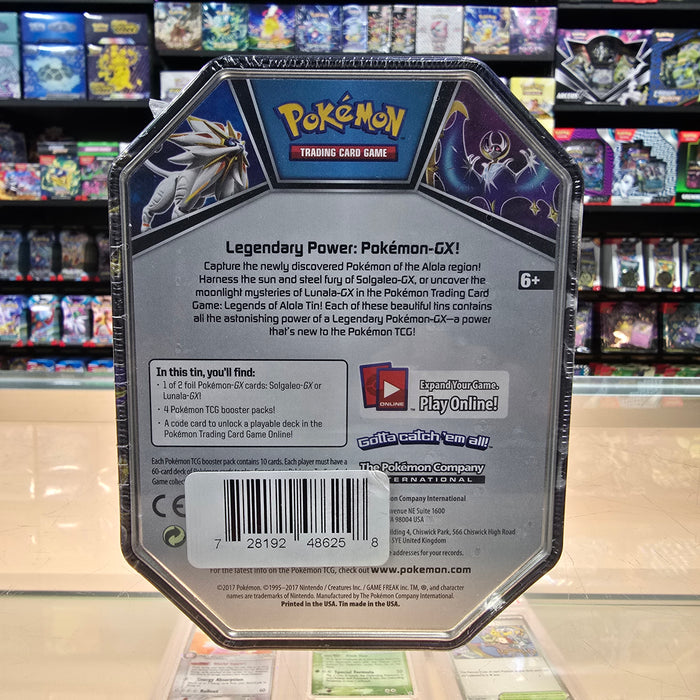 POKéMON
TRADING CARD GAME
Legendary Power: Pokémon-GX!
Capture the newly discovered Pokémon of the Alola region!
Harness the sun and steel fury of Solgaleo-GX, or uncover the
moonlight mysteries of Lunala-GX in the Pokémon Trading Card
Game: Legends of Alola Tin! Each of these beautiful tins contains
all the astonishing power of a Legendary Pokémon-GX—a power
that's new to the Pokémon TCG!
6+
In this tin, you'll find:
• 1 of 2 foil Pokémon-GX cards: Solgaleo-GX or
Lunala-GX!
• 4 Pokémon TCG booster packs!
• A code card to unlock a playable deck in the
Pokémon Trading Card Game Online!
ONLINE
Expand Your Game.
Play Online!
Gotta catch 'em all!
The Pokémon Company
INTERNATIONAL
Each Pokémon TCG booster pack contains 10 cards. Each player must have a
60-card deck of
Game
CE
Company International
venue NE Suite 1600
98004 USA
Building 4, Chiswick Park, 566 Chiswick High Road
5YE United Kingdom
addresses for your records.
7 28192 48625 8
For the latest info on the Pokémon TCG, check out www.pokemon.com
©2017 Pokémon. ©1995–2017 Nintendo / Creatures Inc. / GAME FREAK inc. TM, ®, and character
names are trademarks of Nintendo. Manufactured by The Pokémon Company International.
Printed in the USA. Tin made in the USA.
Energy Absorption